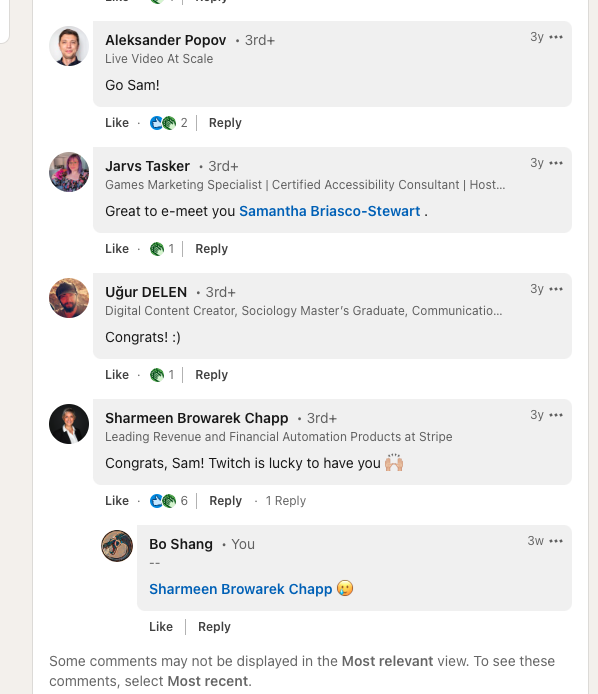 Aleksander Popov • 3rd+ 3y •••
Live Video At Scale
Go Sam!
Like · 2 | Reply
Jarvs Tasker • 3rd+ 3y •••
Games Marketing Specialist | Certified Accessibility Consultant | Host...
Great to e-meet you Samantha Briasco-Stewart .
Like · 1 | Reply
Uğur DELEN • 3rd+ 3y •••
Digital Content Creator, Sociology Master's Graduate, Communicatio...
Congrats! :)
Like · 1 | Reply
Sharmeen Browarek Chapp • 3rd+ 3y •••
Leading Revenue and Financial Automation Products at Stripe
Congrats, Sam! Twitch is lucky to have you 🙌🏼
Like · 6 | Reply · 1 Reply
Bo Shang • You 3w •••
--
Sharmeen Browarek Chapp 🥲
Like | Reply
Some comments may not be displayed in the Most relevant view. To see these
comments, select Most recent.